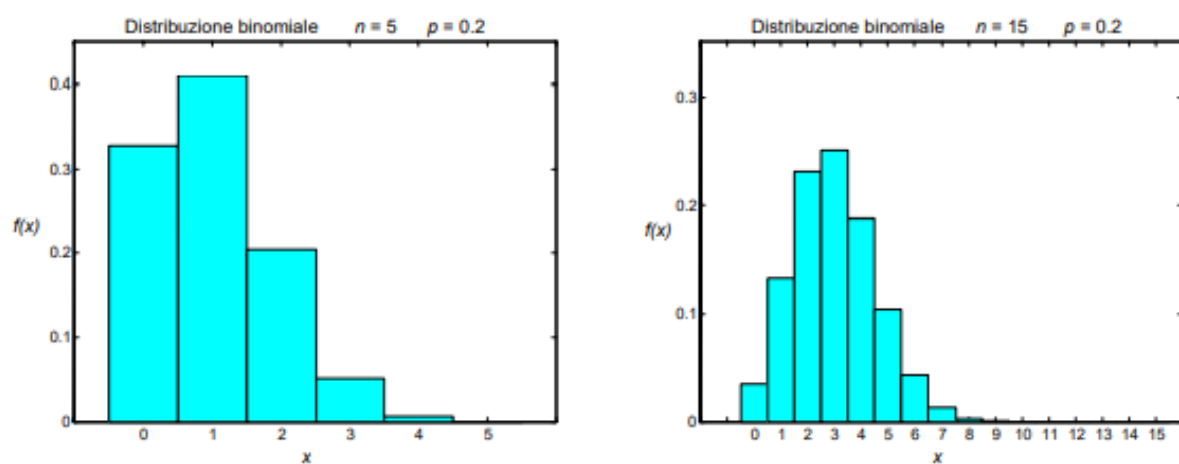 Distribuzione binomiale n = 5 p = 0.2
0.4
0.3
f(x)
0.2
0.1
0
0 1 2 3 4 5
x
Distribuzione binomiale n = 15 p = 0.2
0.3
0.2
f(x)
0.1
0
0 1 2 3 4 5 6 7 8 9 10 11 12 13 14 15
x